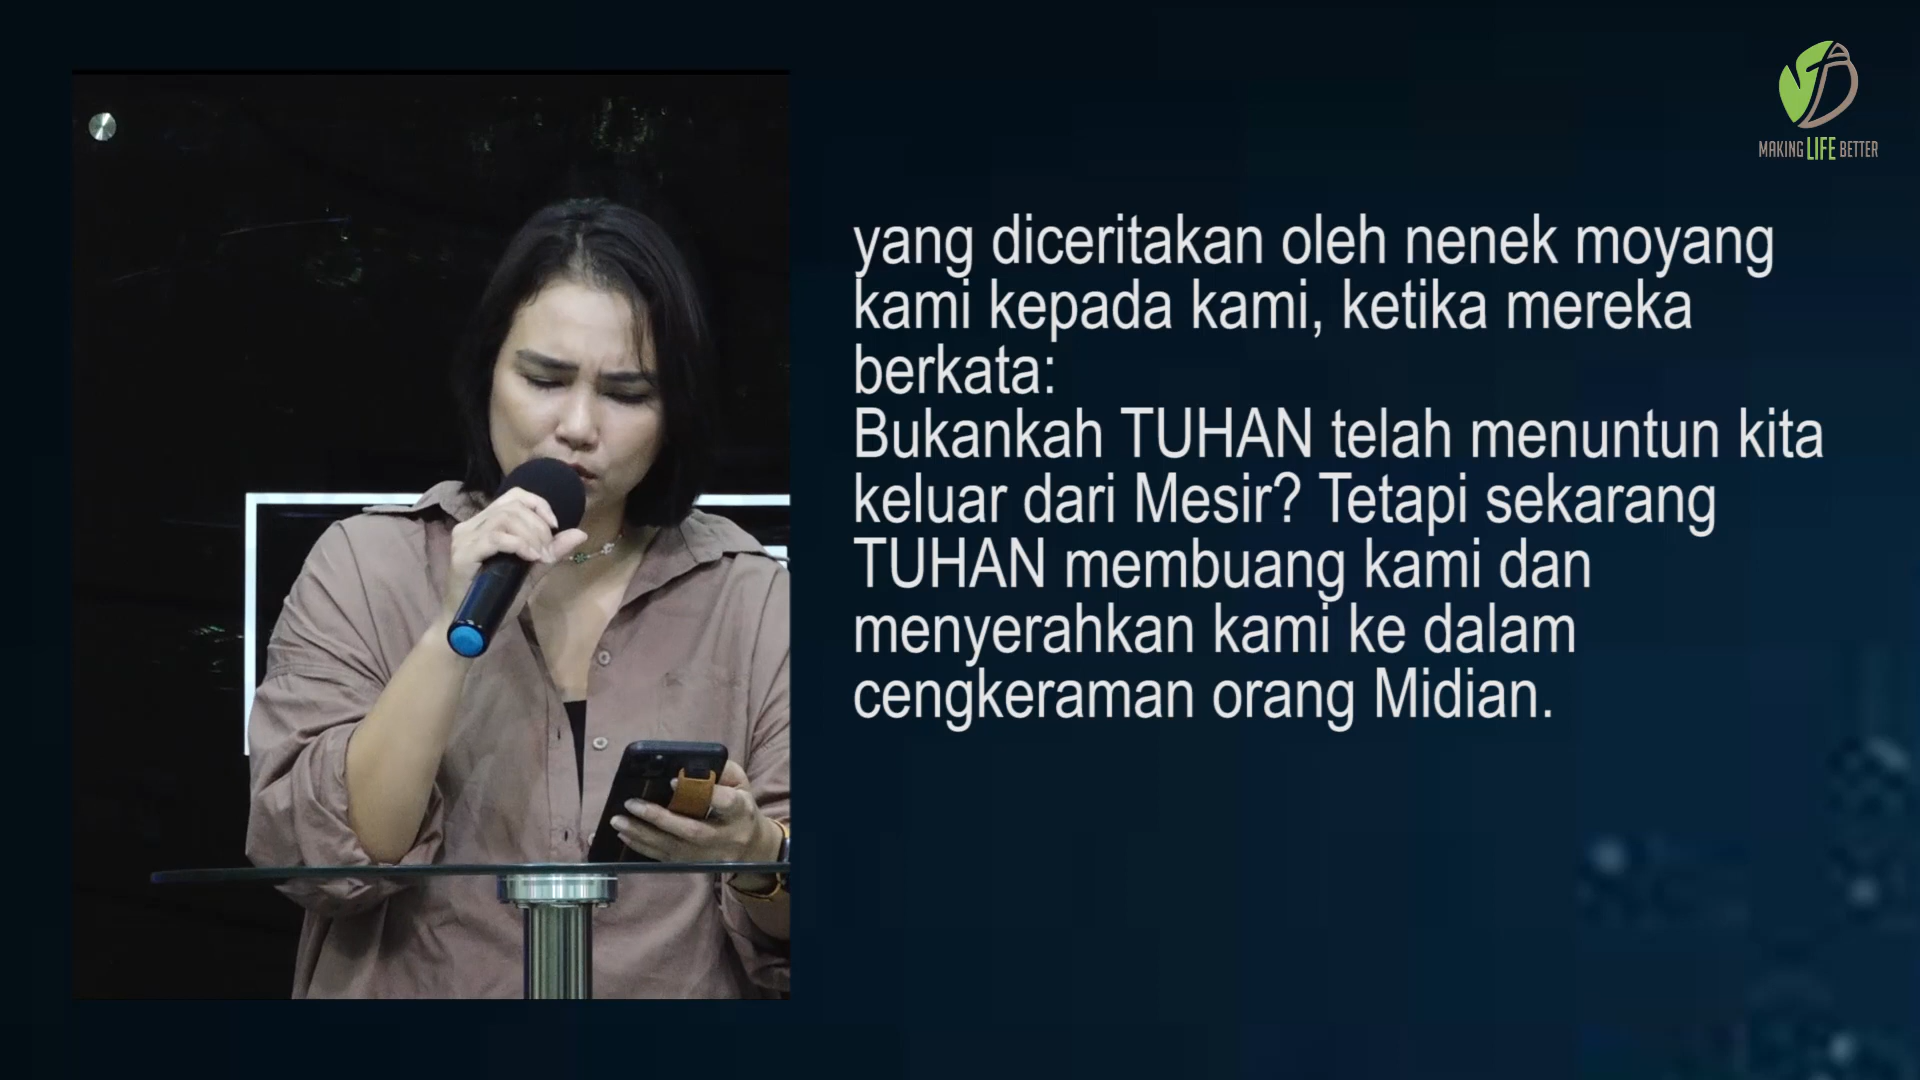 MAKING LIFE BETTER
yang diceritakan oleh nenek moyang
kami kepada kami, ketika mereka
berkata:
Bukankah TUHAN telah menuntun kita
keluar dari Mesir? Tetapi sekarang
TUHAN membuang kami dan
menyerahkan kami ke dalam
cengkeraman orang Midian.